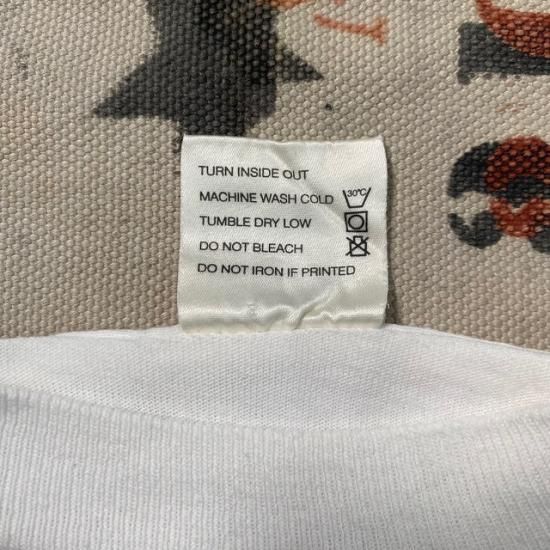 TURN INSIDE OUT
MACHINE WASH COLD 30°C
TUMBLE DRY LOW
DO NOT BLEACH
DO NOT IRON IF PRINTED